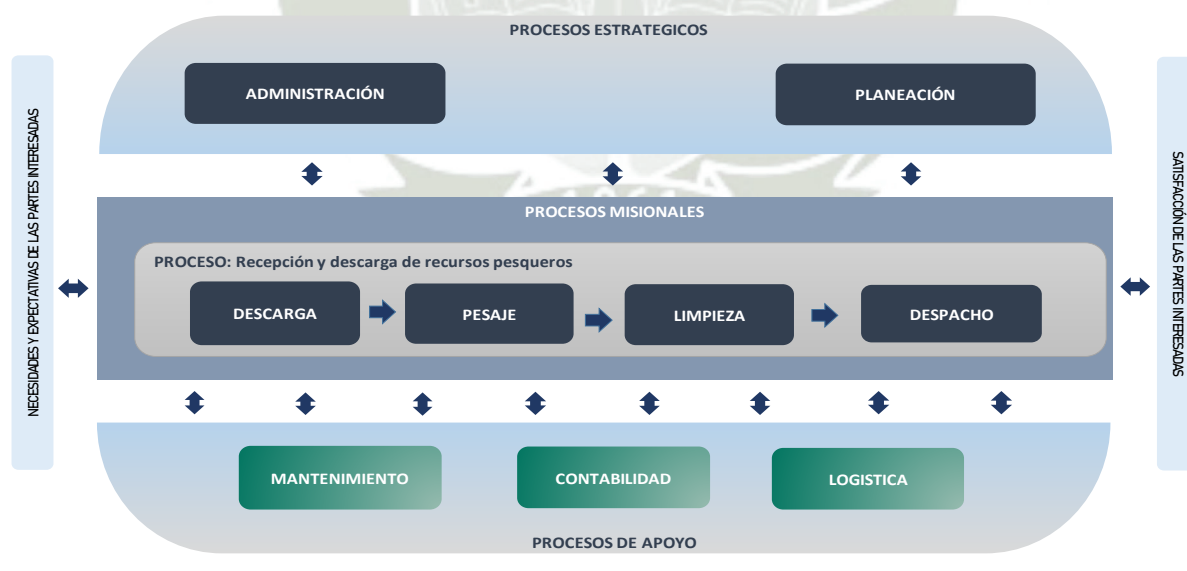 PROCESOS ESTRATEGICOS
ADMINISTRACIÓN
PLANEACIÓN
NECESIDADES Y EXPECTATIVAS DE LAS PARTES INTERESADAS
PROCESOS MISIONALES
PROCESO: Recepción y descarga de recursos pesqueros
DESCARGA
PESAJE
LIMPIEZA
DESPACHO
SATISFACCIÓN DE LAS PARTES INTERESADAS
MANTENIMIENTO
CONTABILIDAD
LOGISTICA
PROCESOS DE APOYO